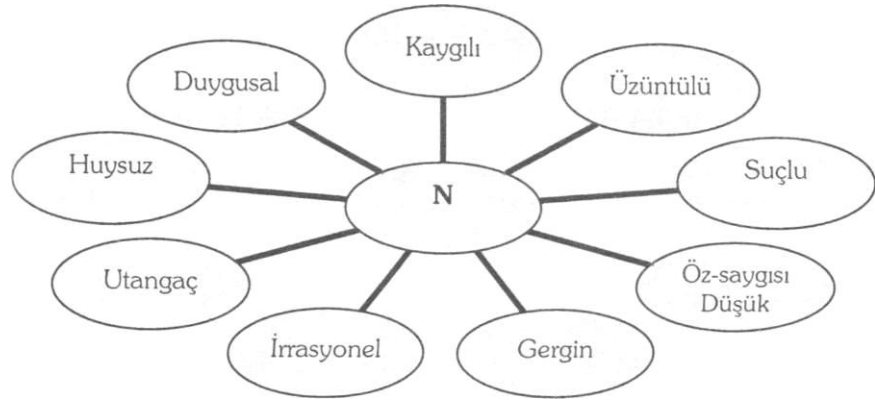 Kaygılı
Duygusal
Üzüntülü
Huysuz
N
Suçlu
Utangaç
Öz-saygısı
Düşük
İrrasyonel
Gergin